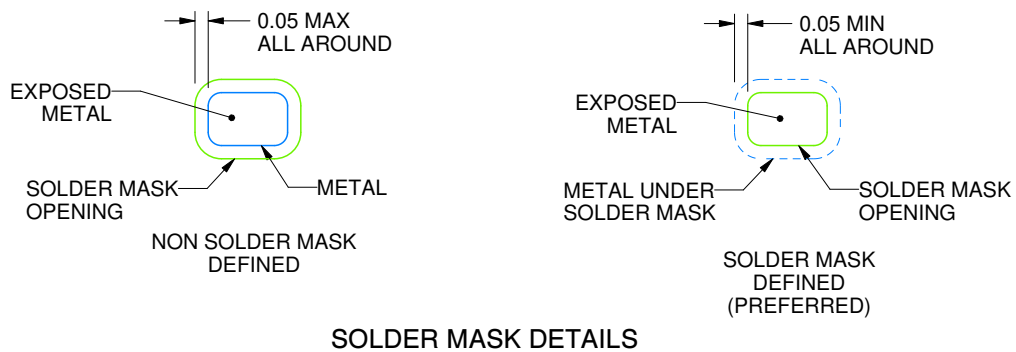 0.05 MAX
ALL AROUND
EXPOSED
METAL
SOLDER MASK
OPENING
METAL
NON SOLDER MASK
DEFINED
0.05 MIN
ALL AROUND
EXPOSED
METAL
METAL UNDER
SOLDER MASK
SOLDER MASK
OPENING
SOLDER MASK
DEFINED
(PREFERRED)
SOLDER MASK DETAILS